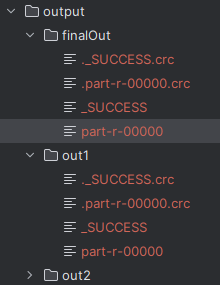 output
finalOut
._SUCCESS.crc
.part-r-00000.crc
_SUCCESS
part-r-00000
out1
._SUCCESS.crc
.part-r-00000.crc
_SUCCESS
part-r-00000
out2